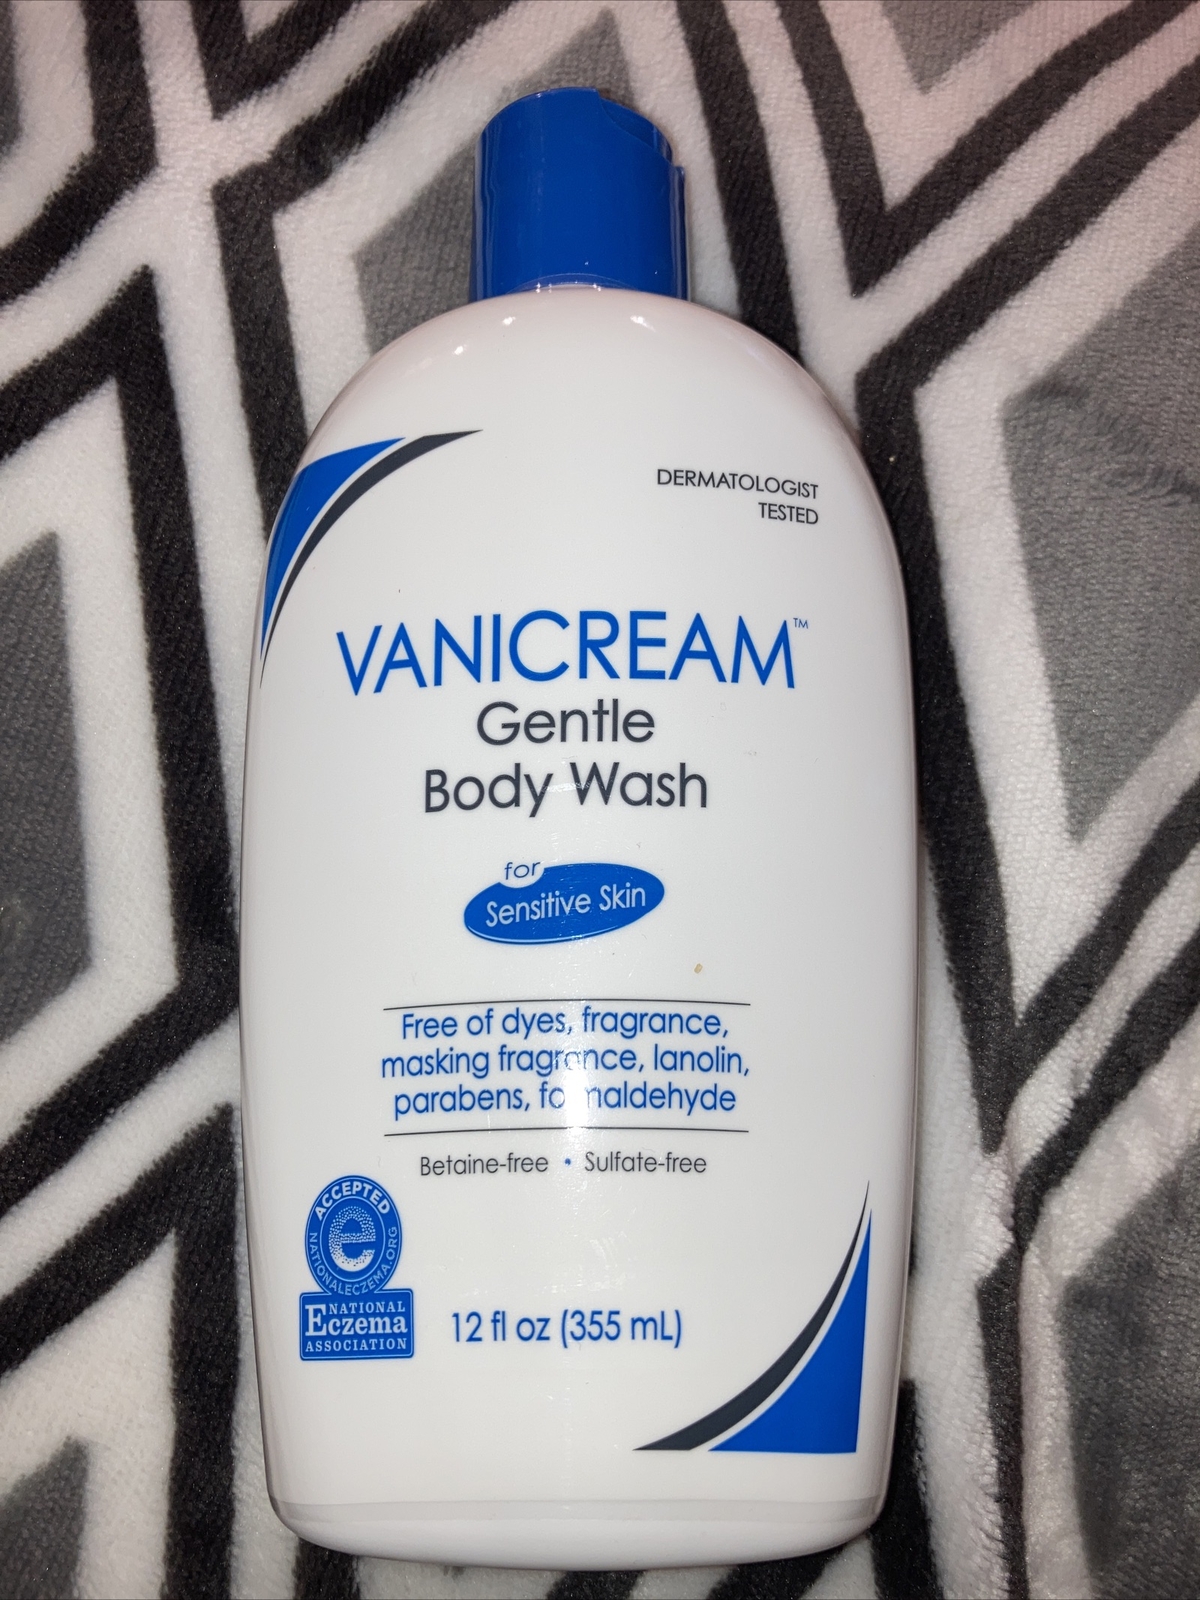 DERMATOLOGIST
TESTED
VANICREAM™
Gentle
Body Wash
for
Sensitive Skin
Free of dyes, fragrance,
masking fragrance, lanolin,
parabens, formaldehyde
Betaine-free • Sulfate-free
ACCEPTED
e
NATIONALECZEMA.ORG
NATIONAL
Eczema
ASSOCIATION
12 fl oz (355 mL)